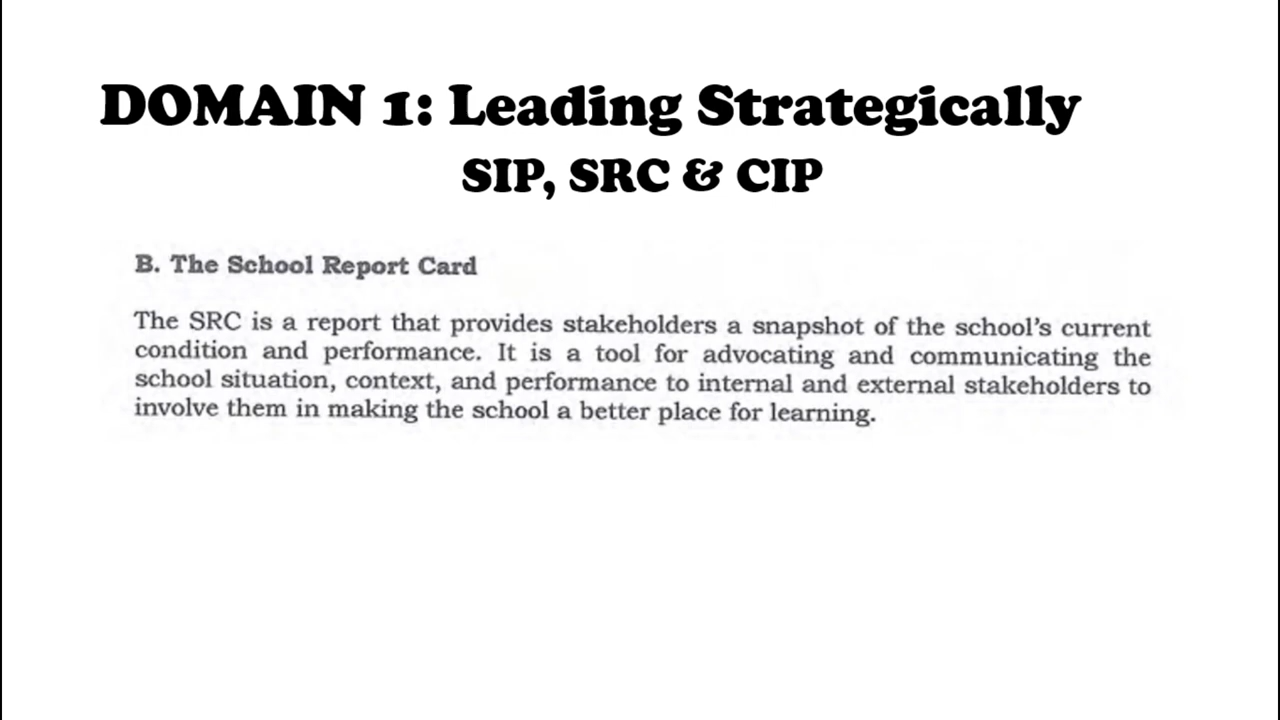 DOMAIN 1: Leading Strategically
SIP, SRC & CIP
B. The School Report Card
The SRC is a report that provides stakeholders a snapshot of the school's current
condition and performance. It is a tool for advocating and communicating the
school situation, context, and performance to internal and external stakeholders to
involve them in making the school a better place for learning.